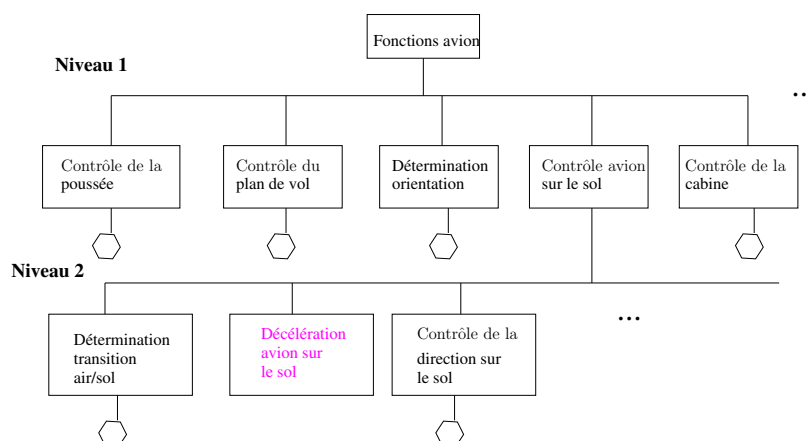 Fonctions avion
Niveau 1
..
Contrôle de la
poussée
Contrôle du
plan de vol
Détermination
orientation
Contrôle avion
sur le sol
Contrôle de la
cabine
Niveau 2
...
Détermination
transition
air/sol
Décélération
avion sur
le sol
Contrôle de la
direction sur
le sol